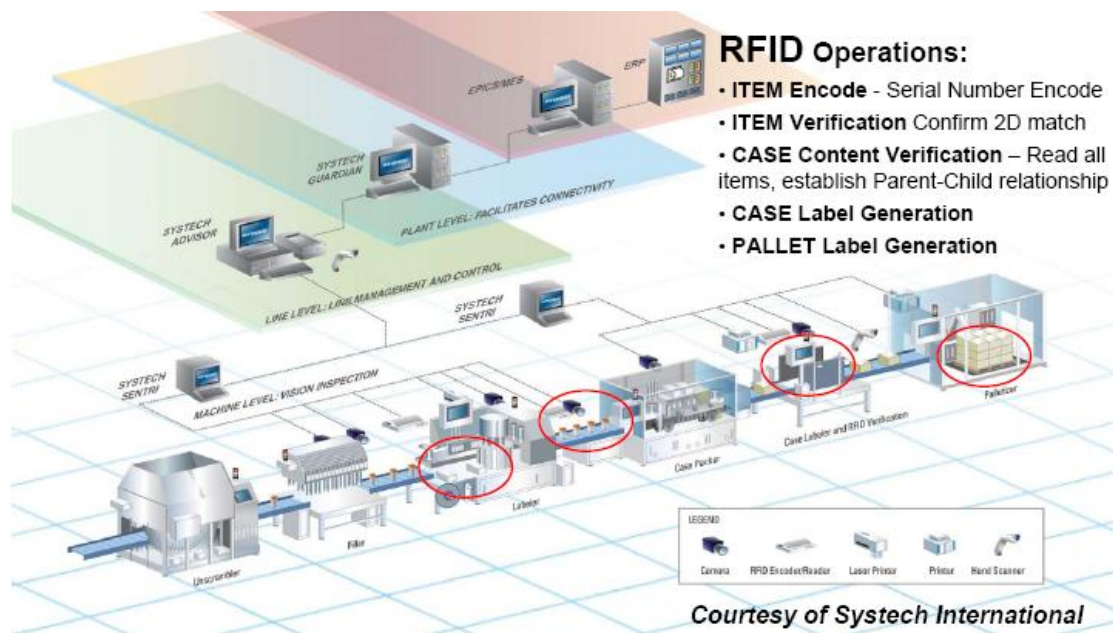 RFID Operations:
• ITEM Encode - Serial Number Encode
• ITEM Verification Confirm 2D match
• CASE Content Verification – Read all
items, establish Parent-Child relationship
• CASE Label Generation
• PALLET Label Generation
ERP
EPICS/MES
SYSTECH
GUARDIAN
PLANT LEVEL: FACILITATES CONNECTIVITY
SYSTECH
ADVISOR
LINE LEVEL: LINE MANAGEMENT AND CONTROL
SYSTECH
SENTRI
SYSTECH
SENTRI
MACHINE LEVEL: VISION INSPECTION
Unscrambler
Filler
Labeler
Case Packer
Case Labeler and RFID Verification
Palletizer
LEGEND
Camera
RFID Encoder/Reader
Laser Printer
Printer
Hand Scanner
Courtesy of Systech International